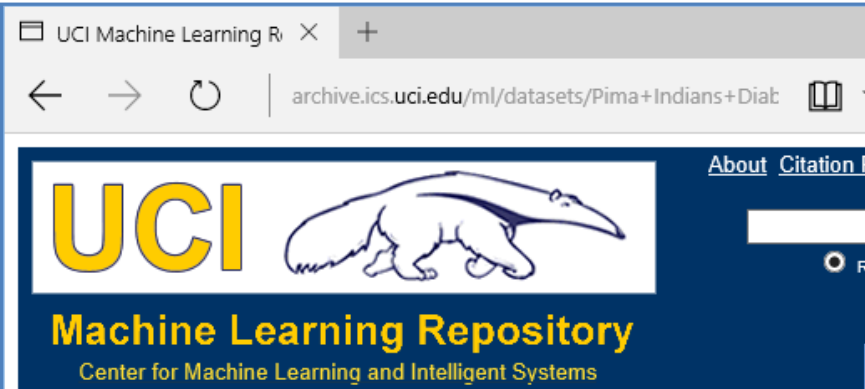 UCI Machine Learning R
archive.ics.uci.edu/ml/datasets/Pima+Indians+Diab
About Citation
UCI
R
Machine Learning Repository
Center for Machine Learning and Intelligent Systems